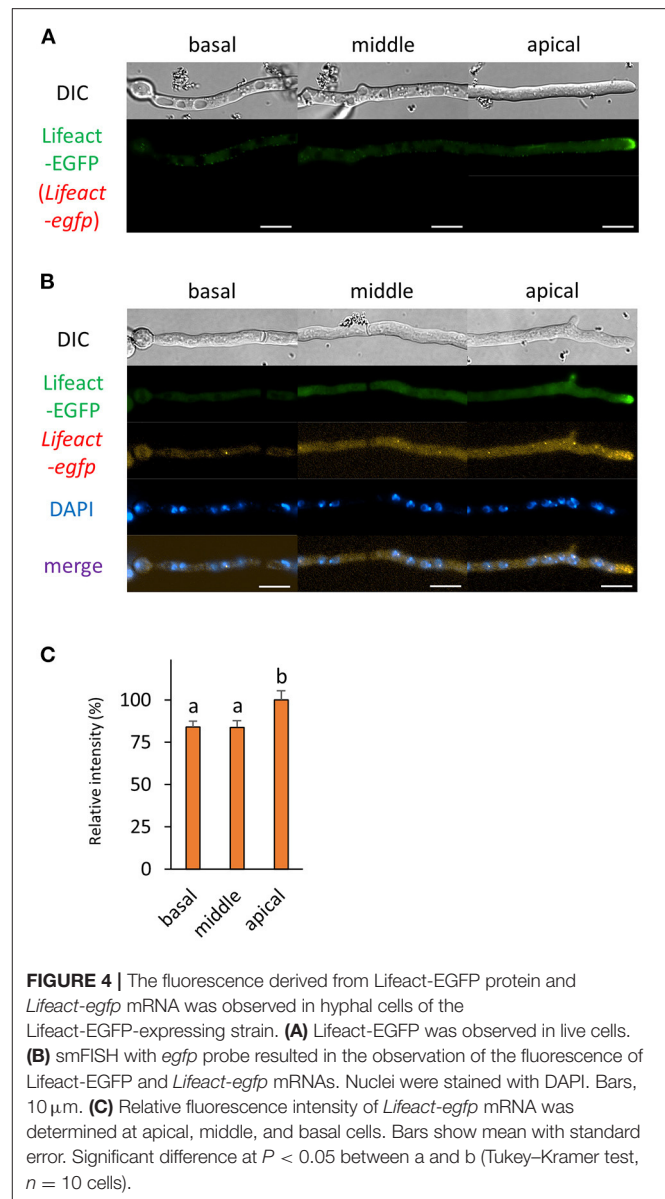 A
basal middle apical
DIC
Lifeact
-EGFP
(Lifeact
-egfp)
B
basal middle apical
DIC
Lifeact
-EGFP
Lifeact
-egfp
DAPI
merge
C
Relative intensity (%)
100
75
50
25
0
a a b
basal middle apical
FIGURE 4 | The fluorescence derived from Lifeact-EGFP protein and
Lifeact-egfp mRNA was observed in hyphal cells of the
Lifeact-EGFP-expressing strain. (A) Lifeact-EGFP was observed in live cells.
(B) smFISH with egfp probe resulted in the observation of the fluorescence of
Lifeact-EGFP and Lifeact-egfp mRNAs. Nuclei were stained with DAPI. Bars,
10 μm. (C) Relative fluorescence intensity of Lifeact-egfp mRNA was
determined at apical, middle, and basal cells. Bars show mean with standard
error. Significant difference at P < 0.05 between a and b (Tukey–Kramer test,
n = 10 cells).